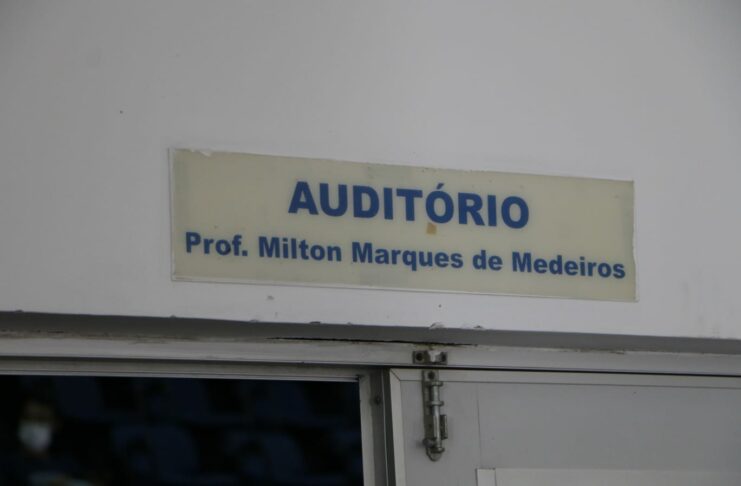 AUDITÓRIO
Prof. Milton Marques de Medeiros